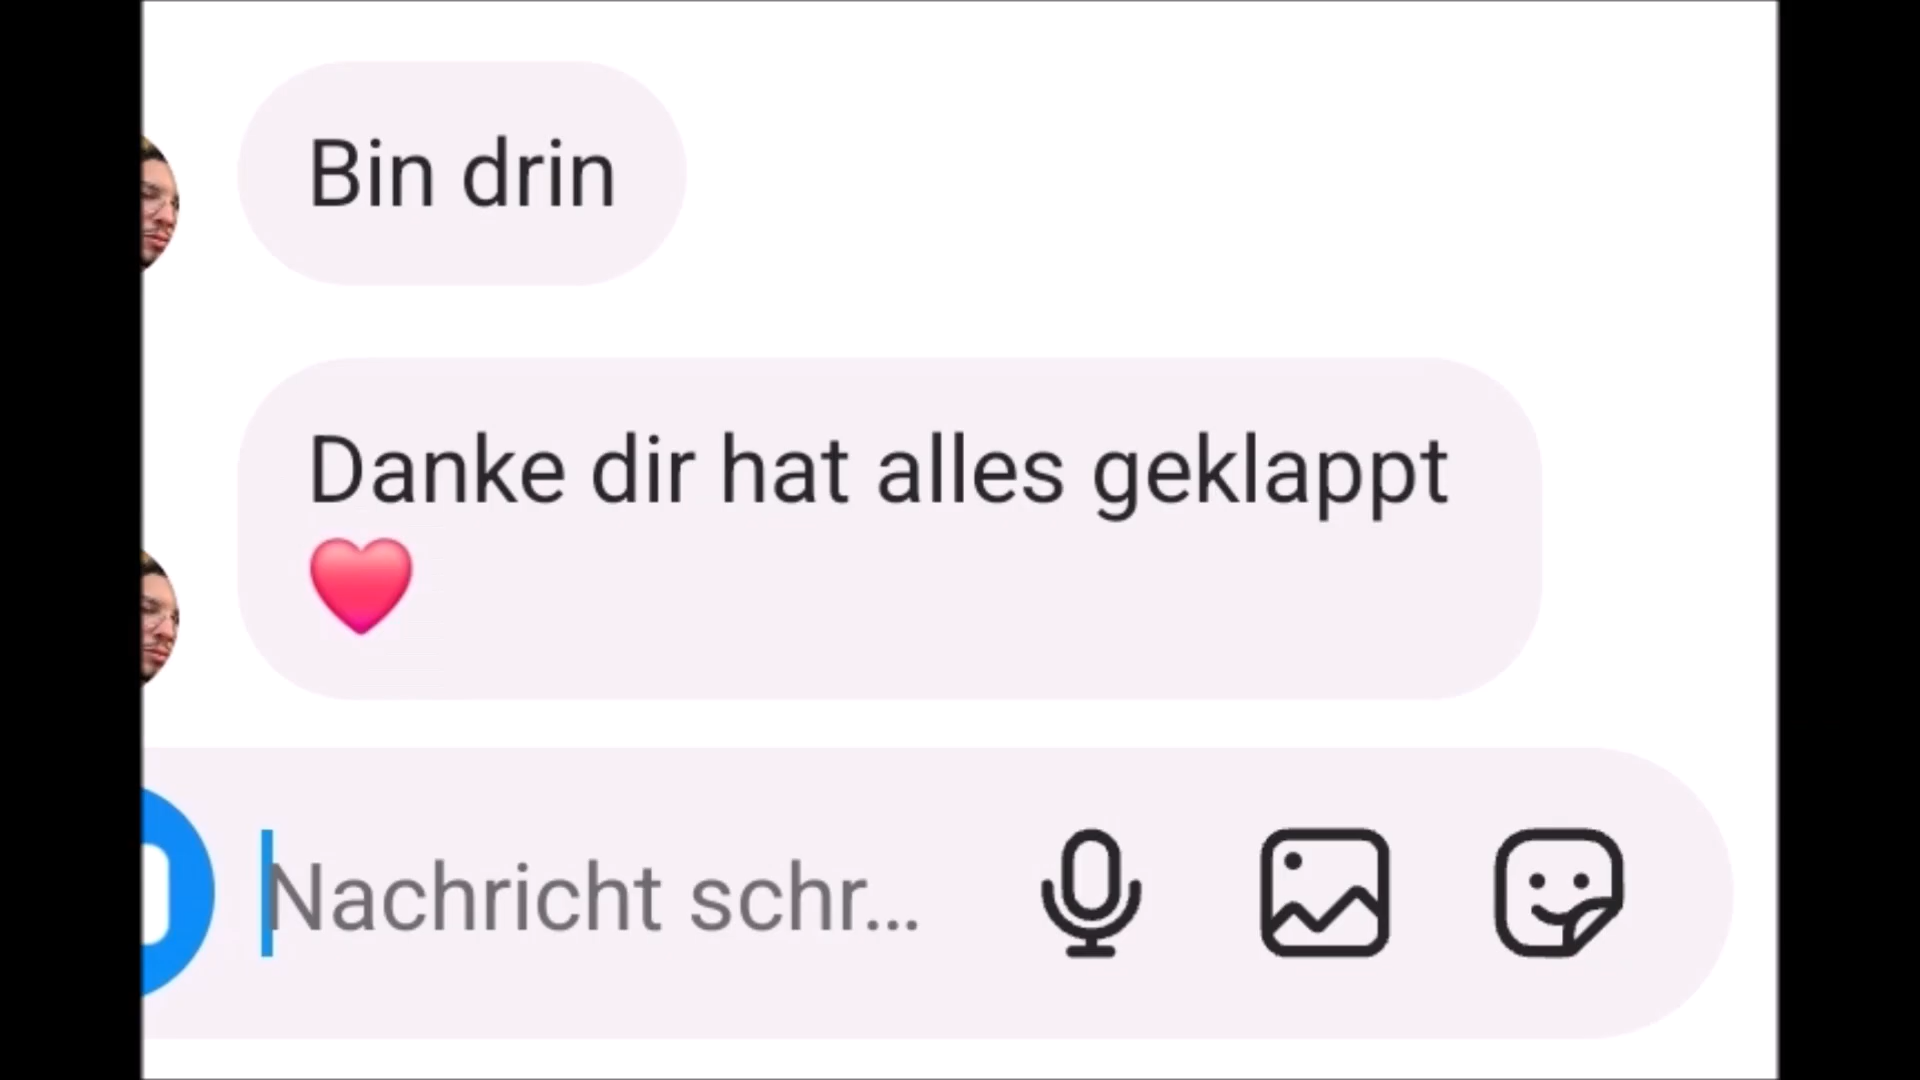 Bin drin
Danke dir hat alles geklappt
❤️
Nachricht schr...